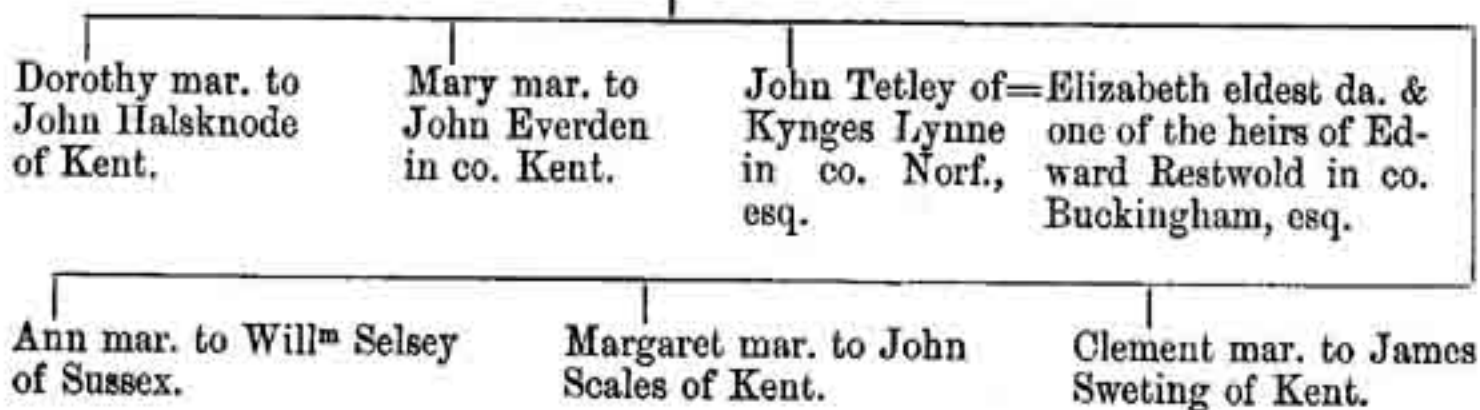 Dorothy mar. to
John Halsknode
of Kent.
Mary mar. to
John Everden
in co. Kent.
John Tetley of=Elizabeth eldest da. &
Kynges Lynne one of the heirs of Ed-
in co. Norf., ward Restwold in co.
esq. Buckingham, esq.
Ann mar. to Willᵐ Selsey
of Sussex.
Margaret mar. to John
Scales of Kent.
Clement mar. to James
Sweting of Kent.